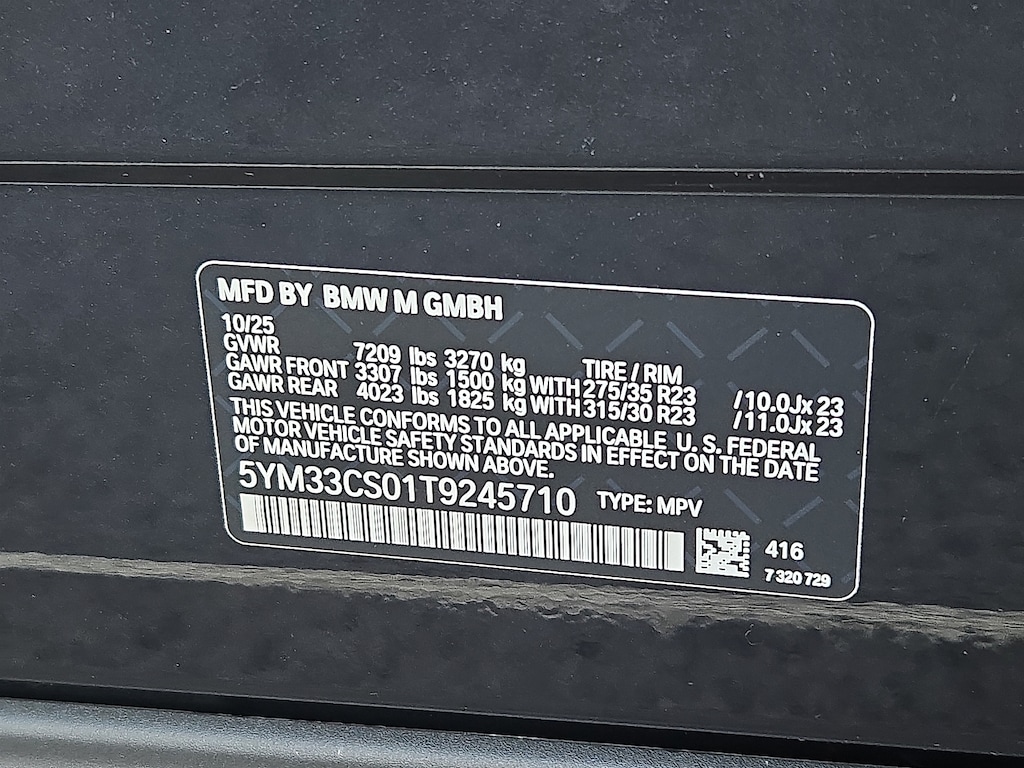 MFD BY BMW M GMBH
10/25
GVWR 7209 lbs 3270 kg TIRE / RIM
GAWR FRONT 3307 lbs 1500 kg WITH 275/35 R23 /10.0Jx 23
GAWR REAR 4023 lbs 1825 kg WITH 315/30 R23 /11.0Jx 23
THIS VEHICLE CONFORMS TO ALL APPLICABLE U.S. FEDERAL
MOTOR VEHICLE SAFETY STANDARDS IN EFFECT ON THE DATE
OF MANUFACTURE SHOWN ABOVE.
5YM33CS01T9245710 TYPE: MPV
416
7 320 729